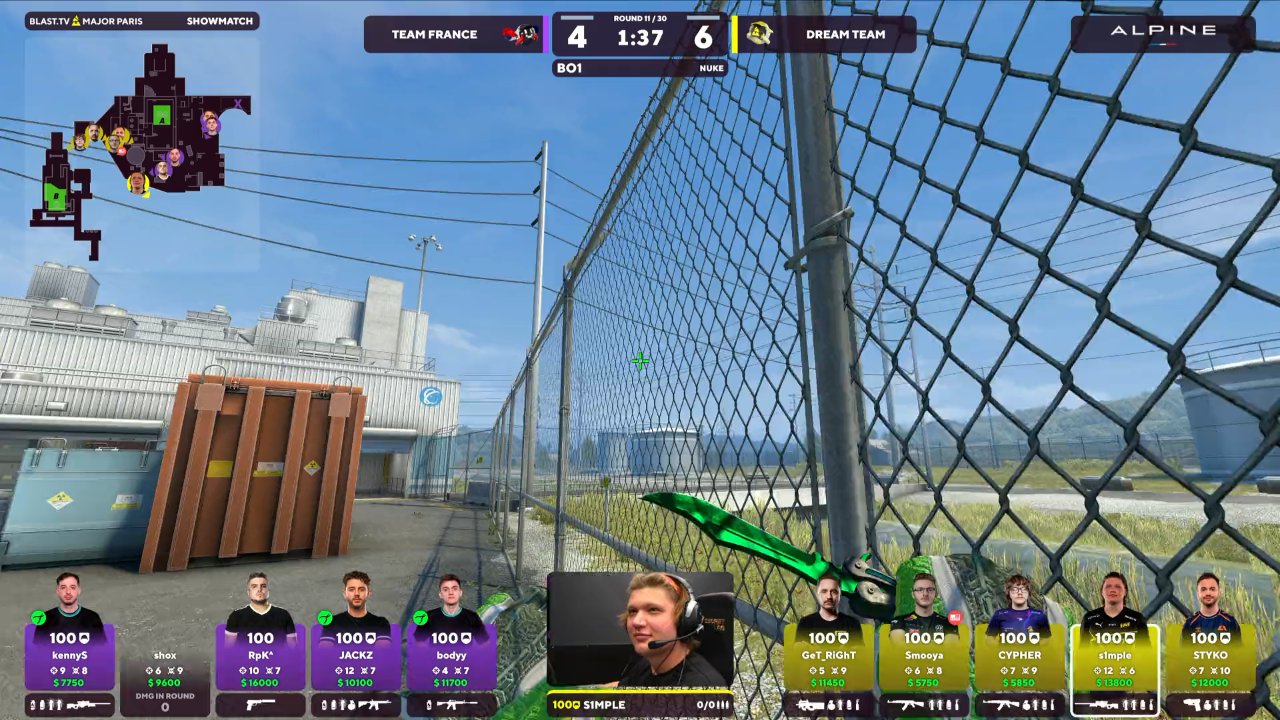 BLAST.TV MAJOR PARIS SHOWMATCH
TEAM FRANCE
4
ROUND 11 / 30
1:37
6
DREAM TEAM
BO1 NUKE
ALPINE
X
A
B
100
kennyS
9 8
$7750
shox
6 9
$9600
DMG IN ROUND
0
100
RpK^
10 7
$16000
100
JACKZ
12 7
$10100
100
bodyy
4 7
$11700
100 S1MPLE 0/0
100
GeT_RiGhT
5 9
$11450
100
Smooya
6 8
$5750
100
CYPHER
7 9
$5850
100
s1mple
12 6
$13800
100
STYKO
7 10
$12000